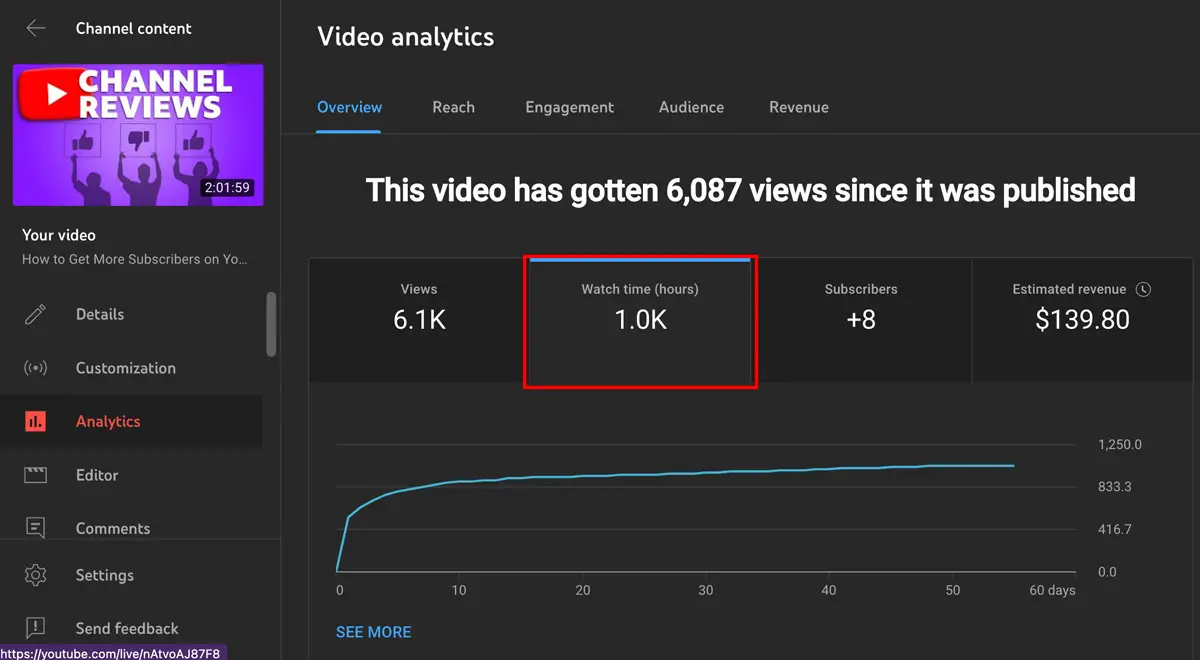 Channel content
CHANNEL
REVIEWS
2:01:59
Your video
How to Get More Subscribers on Yo...
Details
Customization
Analytics
Editor
Comments
Settings
Send feedback
https://youtube.com/live/nAtvoAJ87F8
Video analytics
Overview Reach Engagement Audience Revenue
This video has gotten 6,087 views since it was published
Views Watch time (hours) Subscribers Estimated revenue
6.1K 1.0K +8 $139.80
1,250.0
833.3
416.7
0.0
0 10 20 30 40 50 60 days
SEE MORE